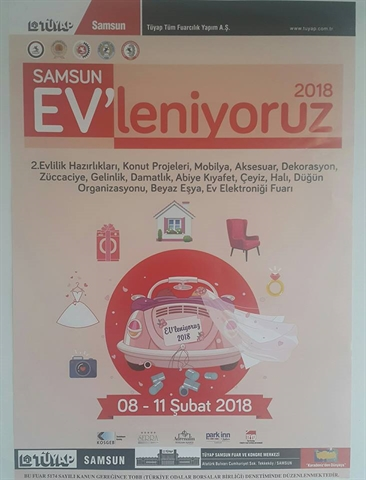 TÜYAP Samsun Tüyap Tüm Fuarcılık Yapım A.Ş. www.tuyap.com.tr
SAMSUN
EV'leniyoruz
2018
2.Evlilik Hazırlıkları, Konut Projeleri, Mobilya, Aksesuar, Dekorasyon,
Züccaciye, Gelinlik, Damatlık, Abiye Kıyafet, Çeyiz, Halı, Düğün
Organizasyonu, Beyaz Eşya, Ev Elektroniği Fuarı
EV'leniyoruz
2018
08 - 11 Şubat 2018
KOSGEB
park inn
TÜYAP SAMSUN TÜYAP SAMSUN FUAR VE KONGRE MERKEZİ
BU FUAR 5174 SAYILI KANUN GEREĞİNCE TOBB (TÜRKİYE ODALAR BORSALAR BİRLİĞİ) DENETİMİNDE DÜZENLENMEKTEDİR.